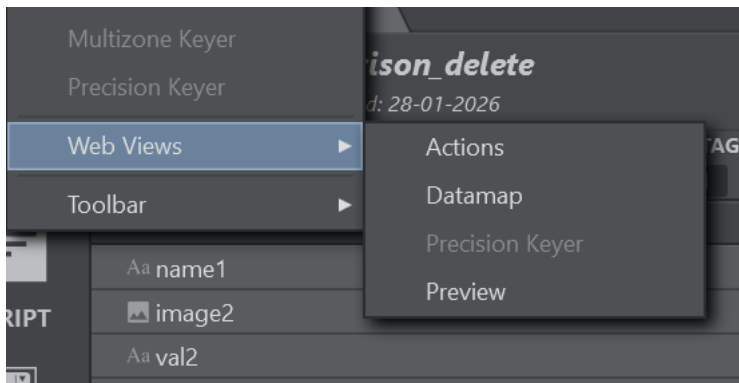 Multizone Keyer
Precision Keyer
Web Views
Toolbar
Actions
Datamap
Precision Keyer
Preview
ison_delete
d: 28-01-2026
TAG
Aa name1
image2
Aa val2
RIPT